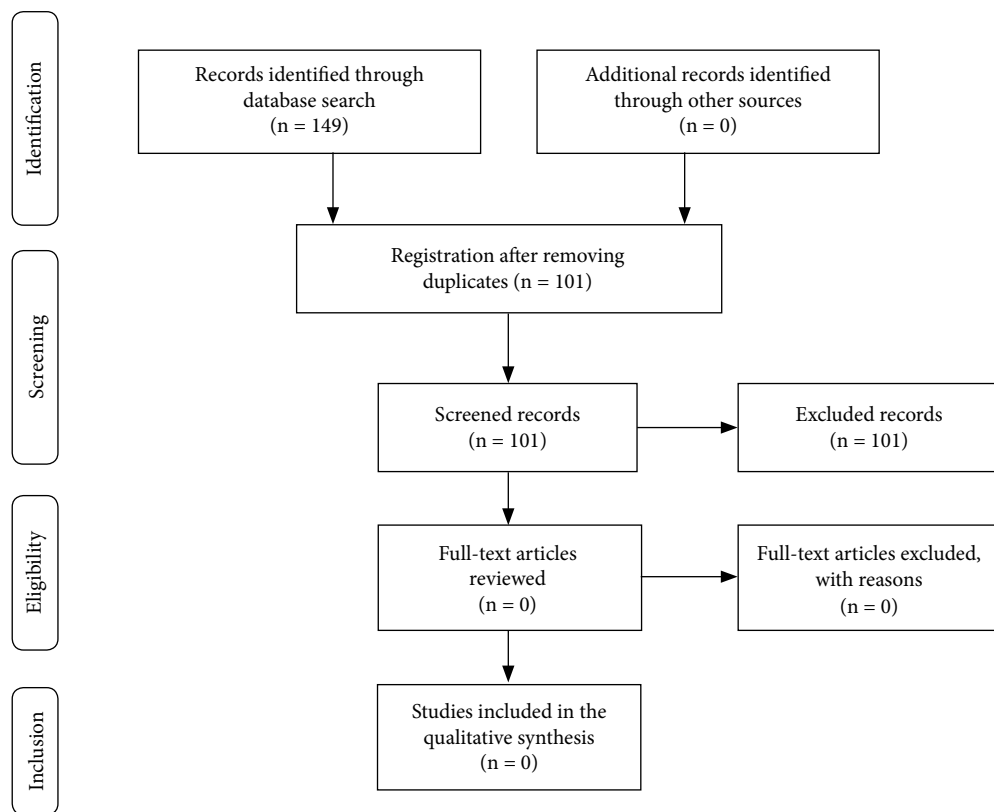 Identification
Records identified through
database search
(n = 149)
Additional records identified
through other sources
(n = 0)
Registration after removing
duplicates (n = 101)
Screening
Screened records
(n = 101)
Excluded records
(n = 101)
Eligibility
Full-text articles
reviewed
(n = 0)
Full-text articles excluded,
with reasons
(n = 0)
Inclusion
Studies included in the
qualitative synthesis
(n = 0)